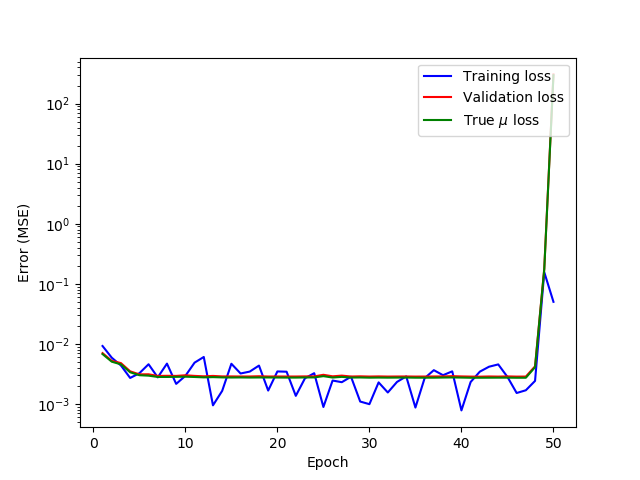 Training loss
Validation loss
True μ loss
10²
10¹
10⁰
10⁻¹
10⁻²
10⁻³
Error (MSE)
0 10 20 30 40 50
Epoch